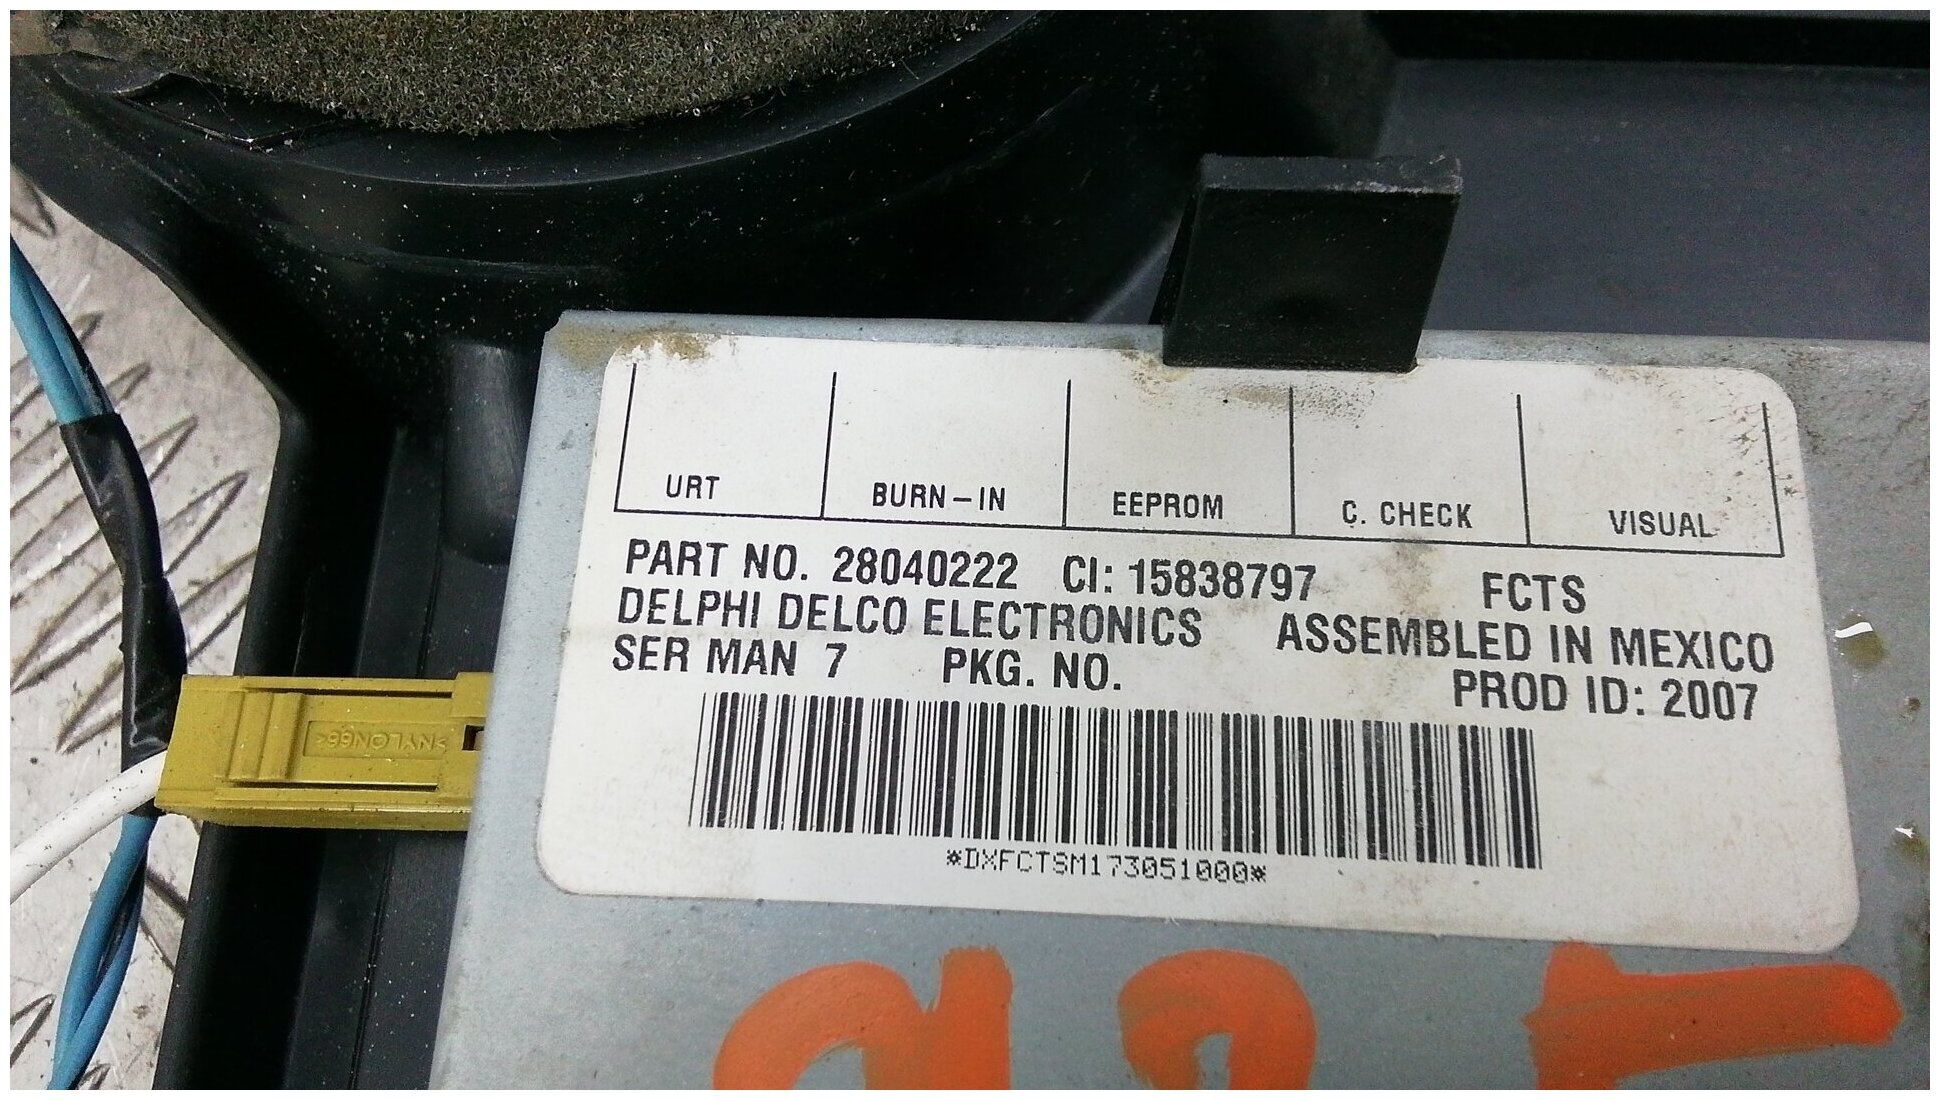 URT BURN-IN EEPROM C. CHECK VISUAL
PART NO. 28040222 CI: 15838797 FCTS
DELPHI DELCO ELECTRONICS ASSEMBLED IN MEXICO
SER MAN 7 PKG. NO. PROD ID: 2007
*DXFCTSM173051000*
>NYLON66<